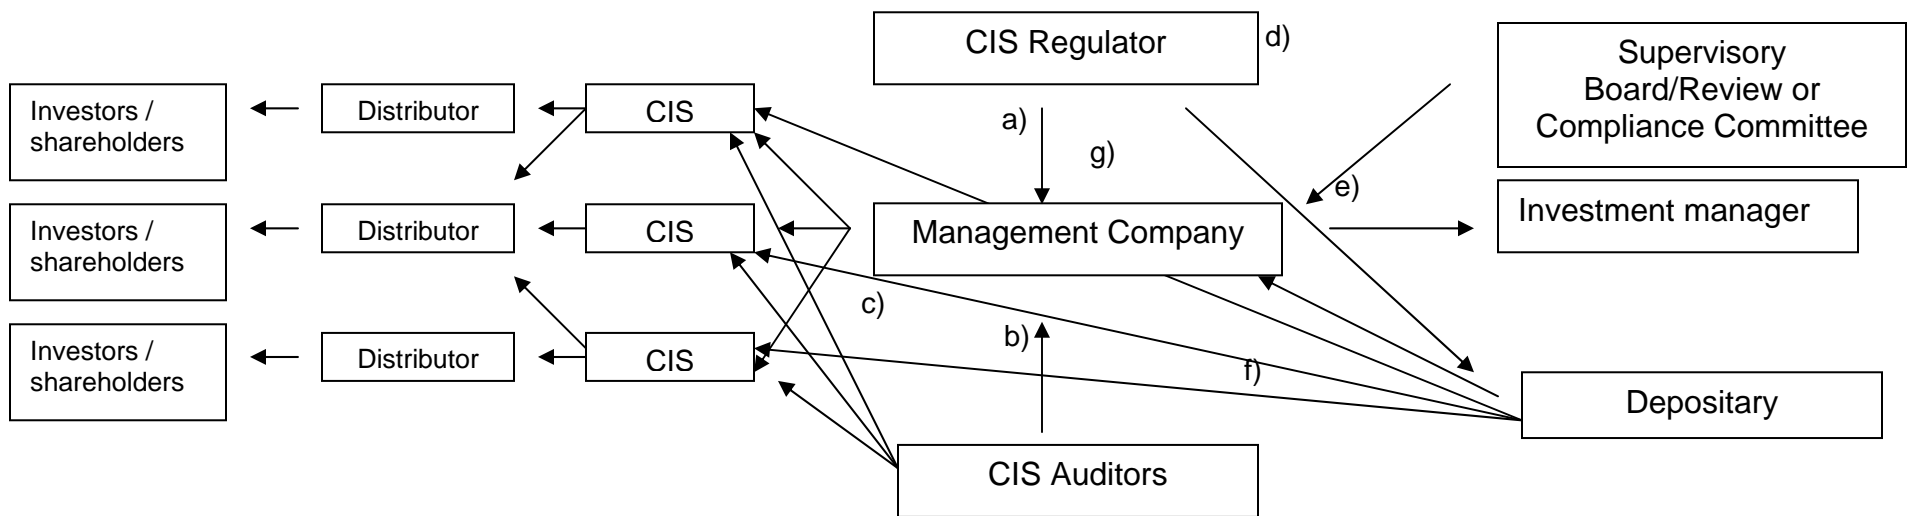 CIS Regulator
d)
Supervisory
Board/Review or
Compliance Committee
Investors /
shareholders
Distributor
CIS
a)
g)
e)
Investors /
shareholders
Distributor
CIS
Management Company
Investment manager
c)
b)
Investors /
shareholders
Distributor
CIS
f)
Depositary
CIS Auditors